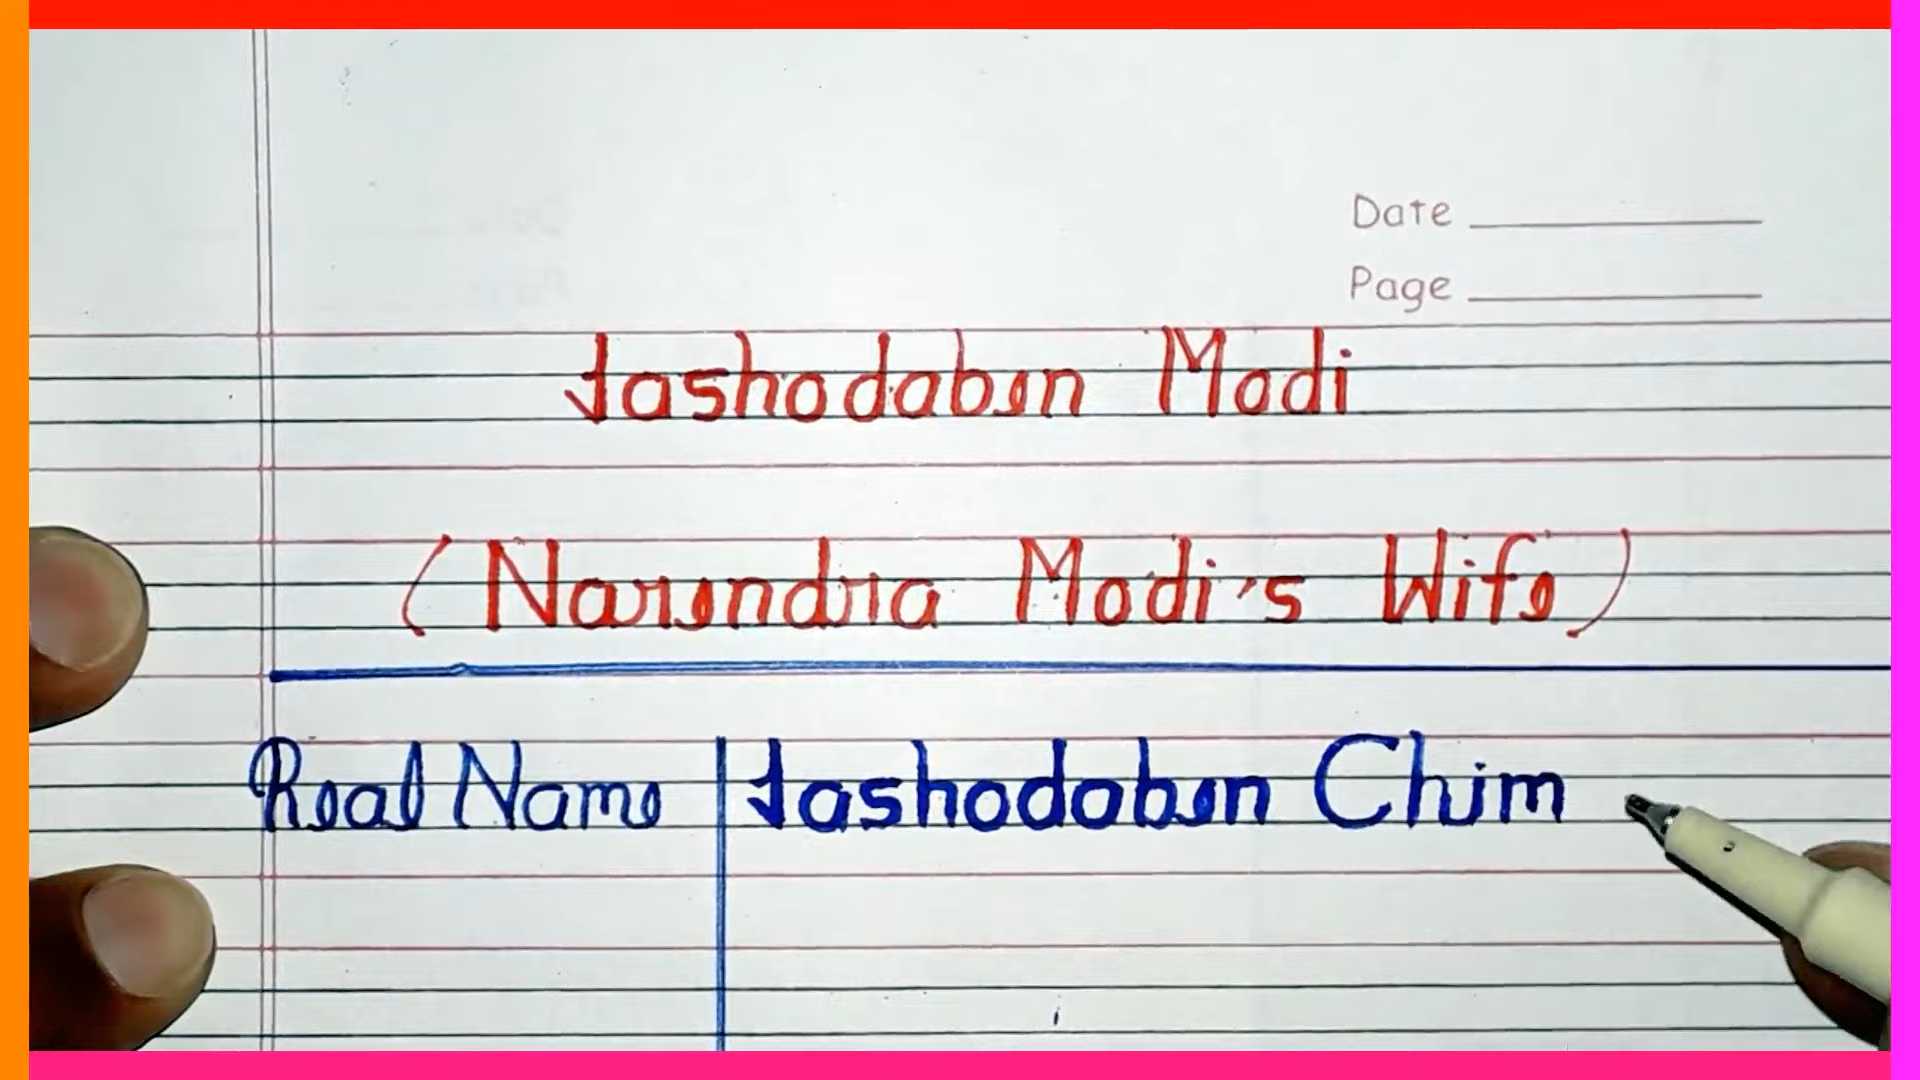 Date
Page
Jashodaben Modi
(Narendra Modi's Wife)
Real Name | Jashodaben Chim